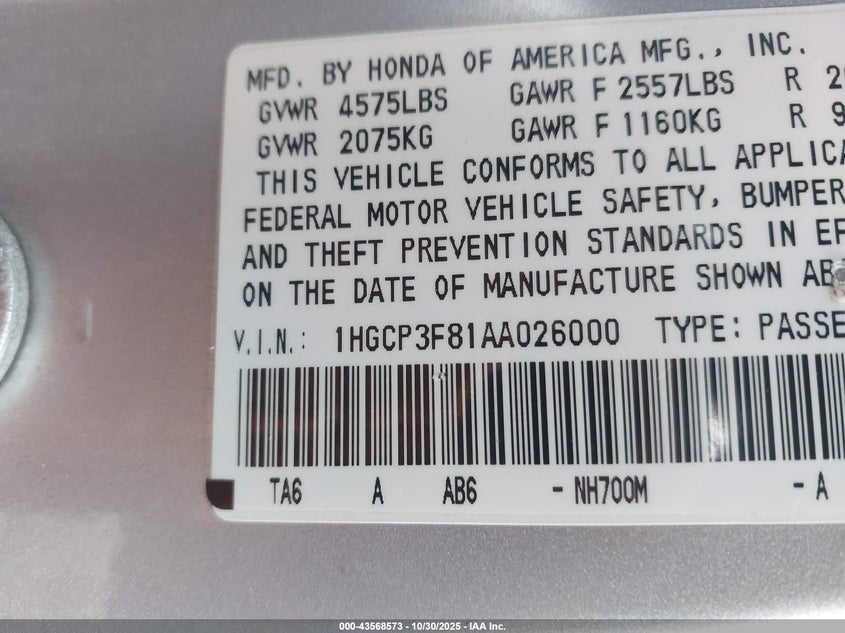 MFD. BY HONDA OF AMERICA MFG., INC.
GVWR 4575LBS GAWR F 2557LBS R 2
GVWR 2075KG GAWR F 1160KG R 9
THIS VEHICLE CONFORMS TO ALL APPLICA
FEDERAL MOTOR VEHICLE SAFETY, BUMPER
AND THEFT PREVENTION STANDARDS IN EF
ON THE DATE OF MANUFACTURE SHOWN AB
V.I.N.: 1HGCP3F81AA026000 TYPE: PASSE
TA6 A AB6 - NH700M - A
000-43568573 - 10/30/2025 - IAA Inc.